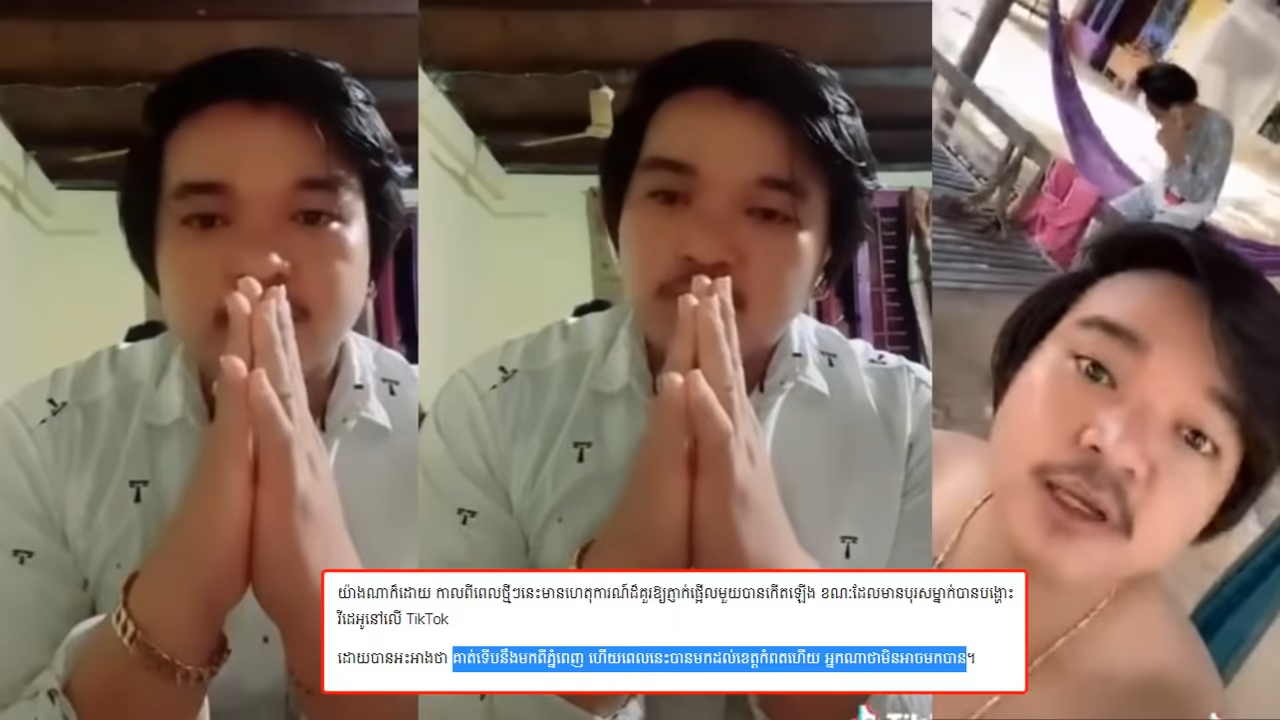 យ៉ាងណាក៏ដោយ កាលពីពេលថ្មីៗនេះមានហេតុការណ៍ដ៏គួរឱ្យភ្ញាក់ផ្អើលមួយបានកើតឡើង ខណៈដែលមានបុរសម្នាក់បានបង្ហោះ
វីដេអូនៅលើ TikTok
ដោយបានអះអាងថា គាត់ទើបនឹងមកពីភ្នំពេញ ហើយពេលនេះបានមកដល់ខេត្តកំពតហើយ អ្នកណាថាមិនអាចមកបាន។